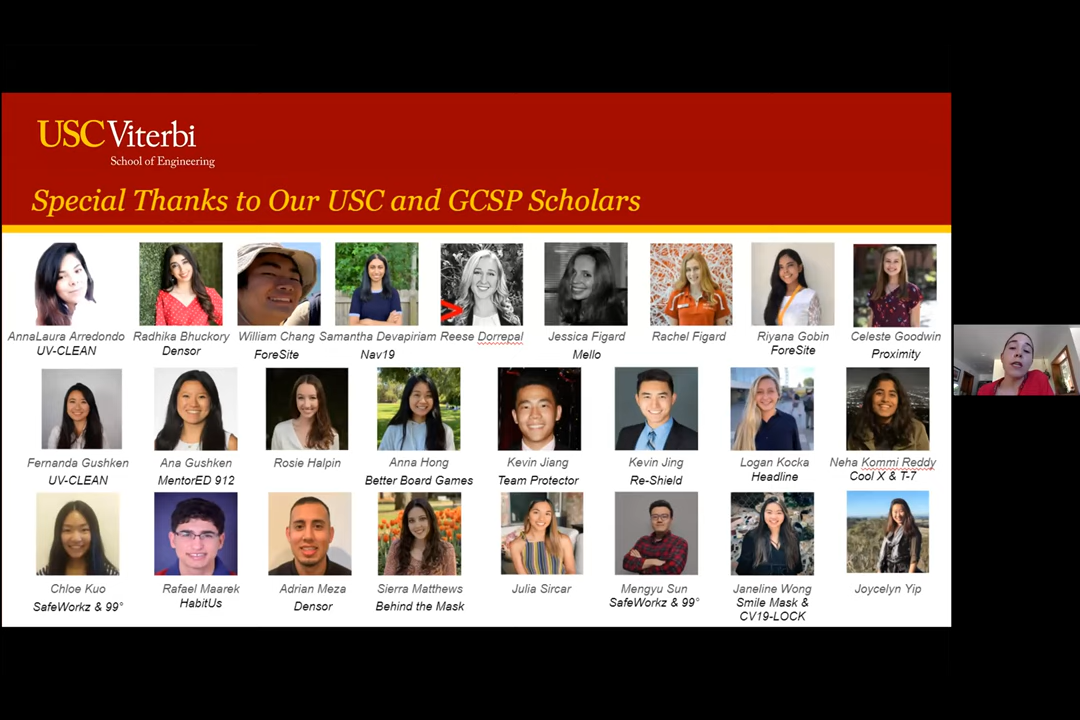 USC Viterbi
School of Engineering
Special Thanks to Our USC and GCSP Scholars
AnnaLaura Arredondo Radhika Bhuckory William Chang Samantha Devapiriam Reese Dorrepal Jessica Figard Rachel Figard Riyana Gobin Celeste Goodwin
UV-CLEAN Densor ForeSite Nav19 Mello ForeSite Proximity
Fernanda Gushken Ana Gushken Rosie Halpin Anna Hong Kevin Jiang Kevin Jing Logan Kocka Neha Kommi Reddy
UV-CLEAN MentorED 912 Better Board Games Team Protector Re-Shield Headline Cool X & T-7
Chloe Kuo Rafael Maarek Adrian Meza Sierra Matthews Julia Sircar Mengyu Sun Janeline Wong Joycelyn Yip
SafeWorkz & 99° HabitUs Densor Behind the Mask SafeWorkz & 99° Smile Mask &
CV19-LOCK